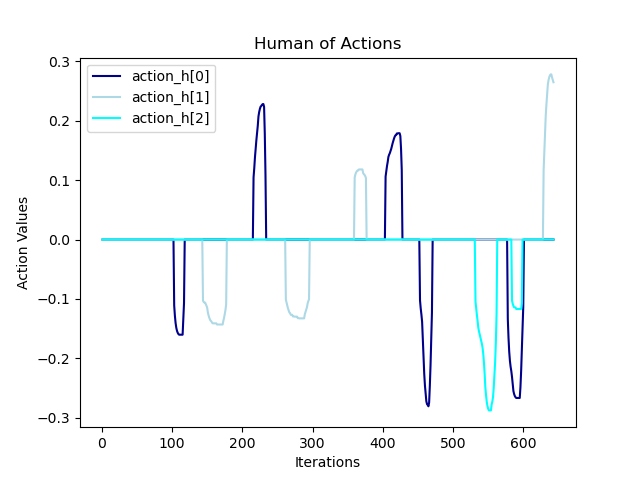 Human of Actions
action_h[0]
action_h[1]
action_h[2]
Action Values
0.3
0.2
0.1
0.0
−0.1
−0.2
−0.3
0 100 200 300 400 500 600
Iterations